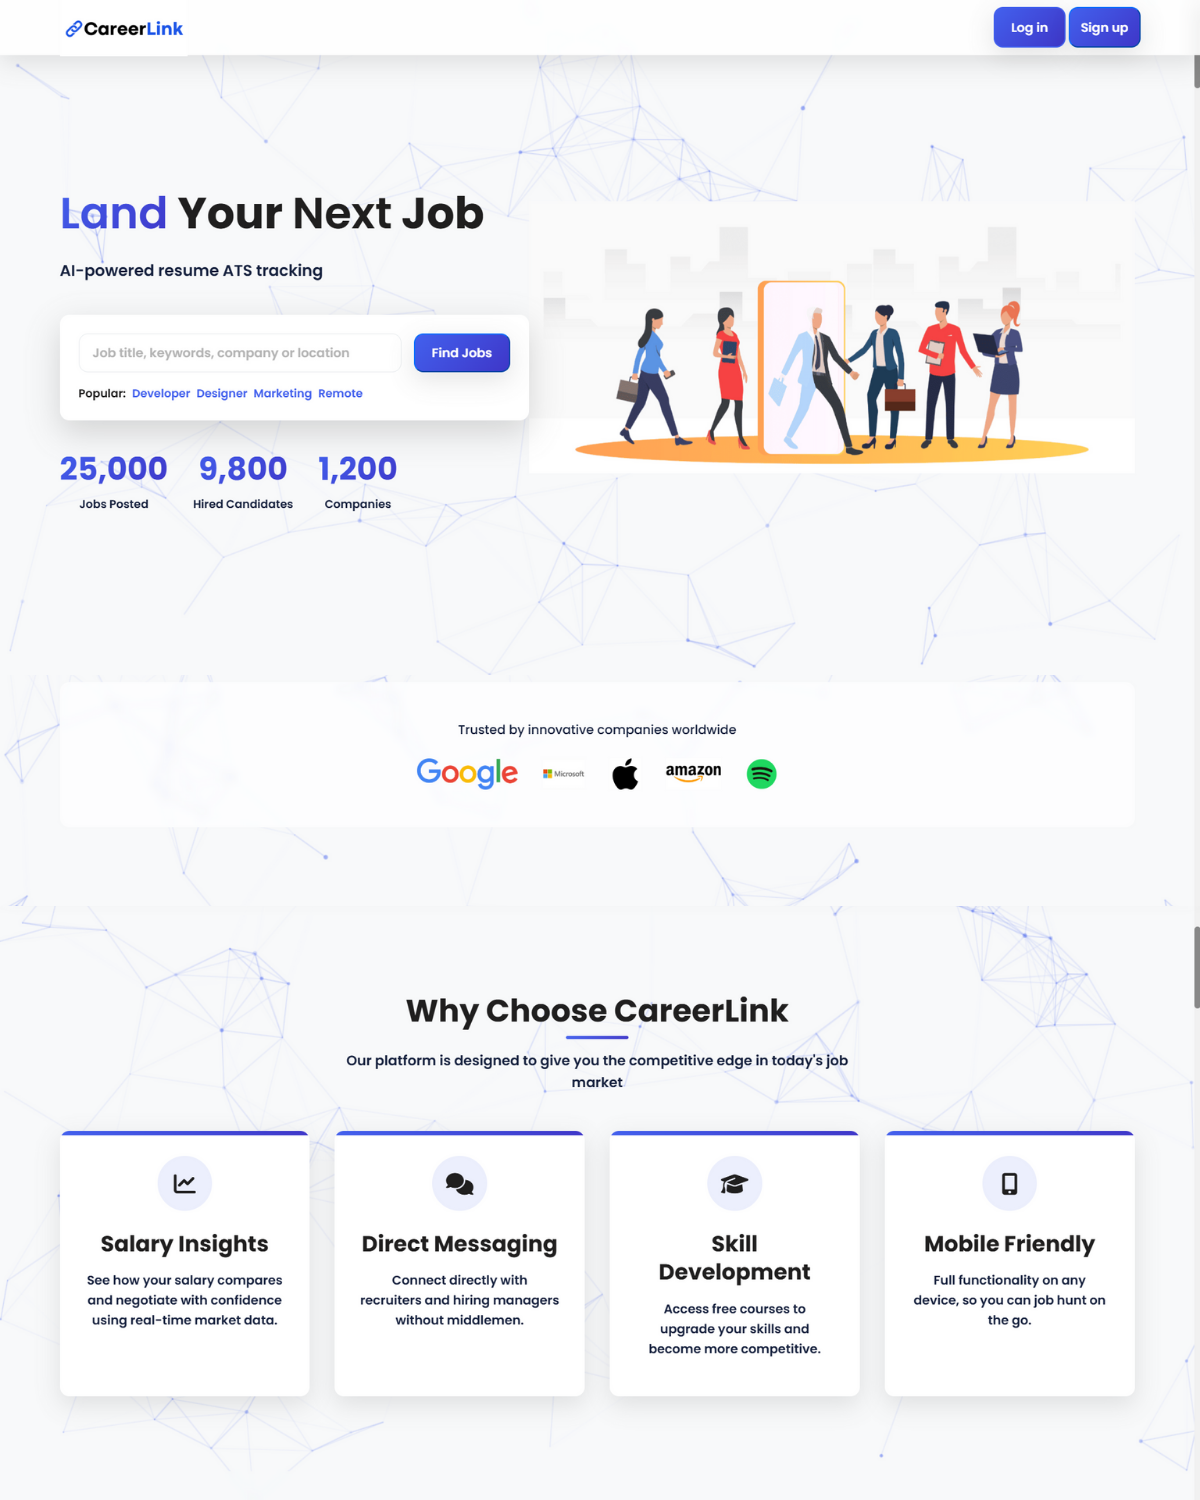 CareerLink
Log in
Sign up
Land Your Next Job
AI-powered resume ATS tracking
Job title, keywords, company or location
Find Jobs
Popular: Developer Designer Marketing Remote
25,000
9,800
1,200
Jobs Posted
Hired Candidates
Companies
Trusted by innovative companies worldwide
Google
Microsoft
amazon
Why Choose CareerLink
Our platform is designed to give you the competitive edge in today's job
market
Salary Insights
See how your salary compares
and negotiate with confidence
using real-time market data.
Direct Messaging
Connect directly with
recruiters and hiring managers
without middlemen.
Skill
Development
Access free courses to
upgrade your skills and
become more competitive.
Mobile Friendly
Full functionality on any
device, so you can job hunt on
the go.